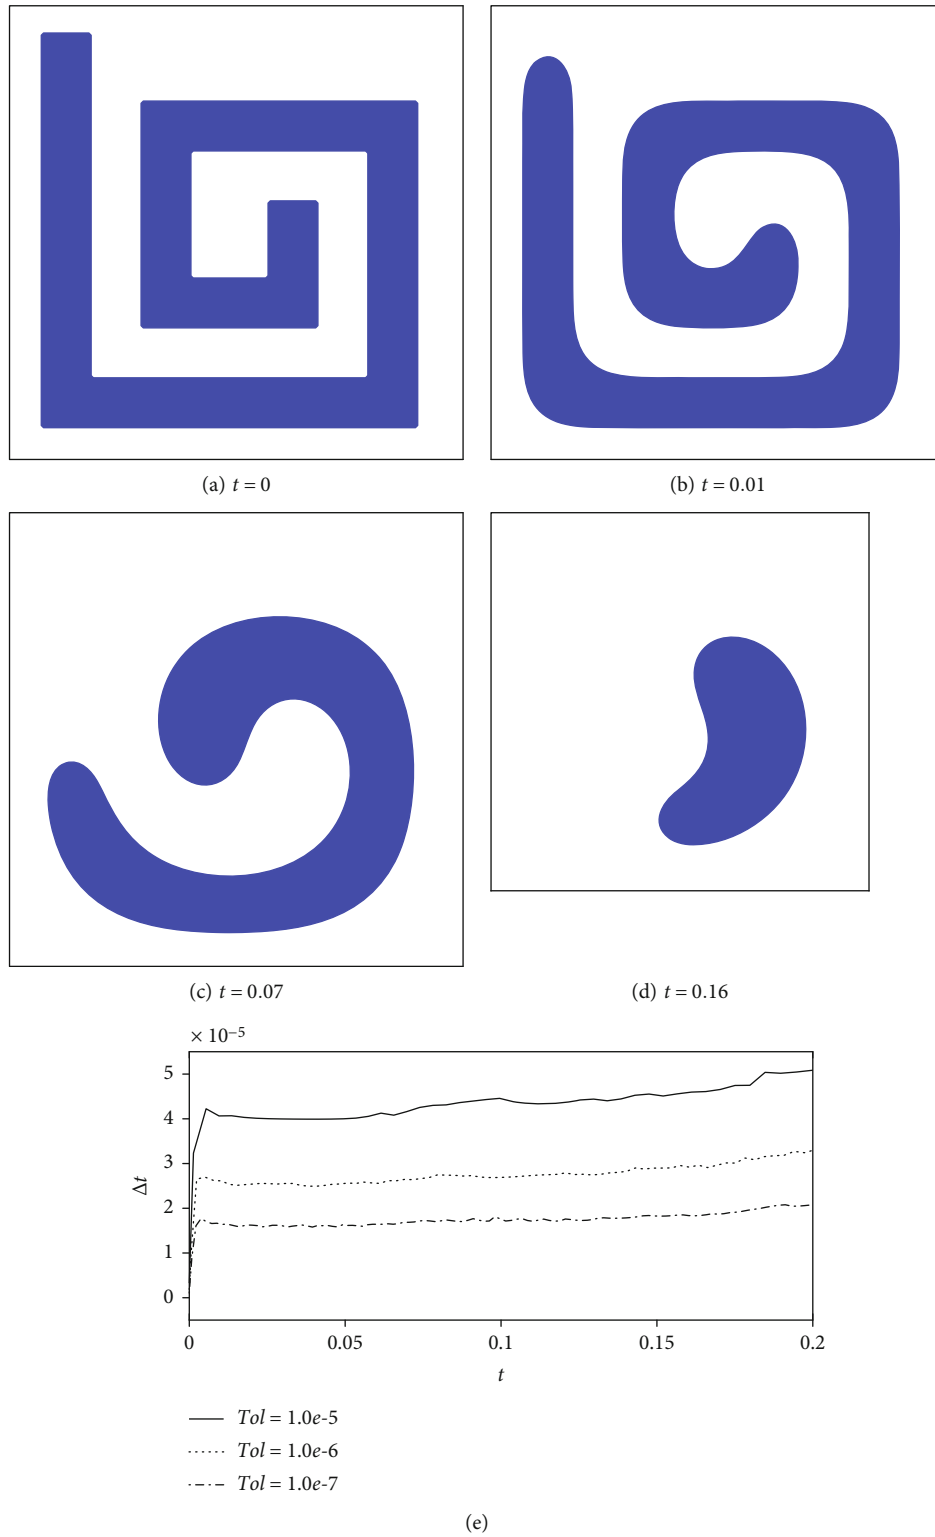 (a) t = 0
(b) t = 0.01
(c) t = 0.07
(d) t = 0.16
× 10⁻⁵
5
4
3
2
1
0
Δt
0 0.05 0.1 0.15 0.2
t
Tol = 1.0e-5
Tol = 1.0e-6
Tol = 1.0e-7
(e)